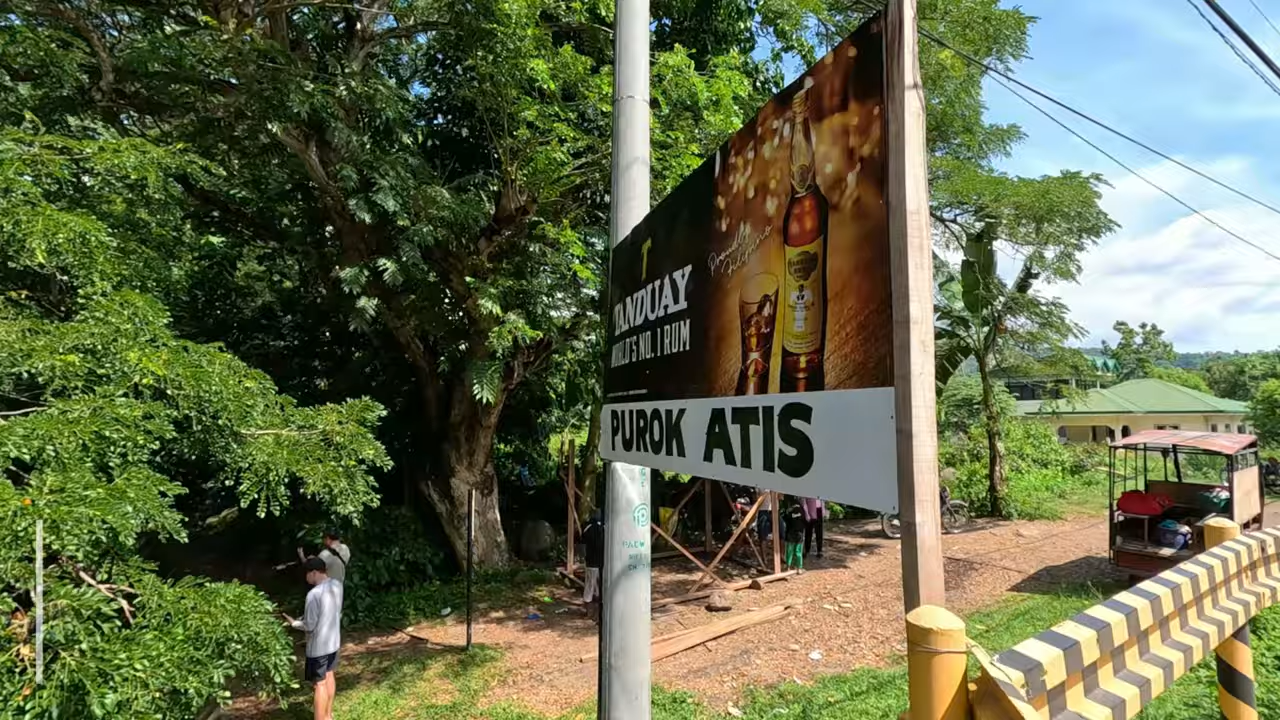 Proudly
Filipino
T
TANDUAY
WORLD'S NO. 1 RUM
PUROK ATIS